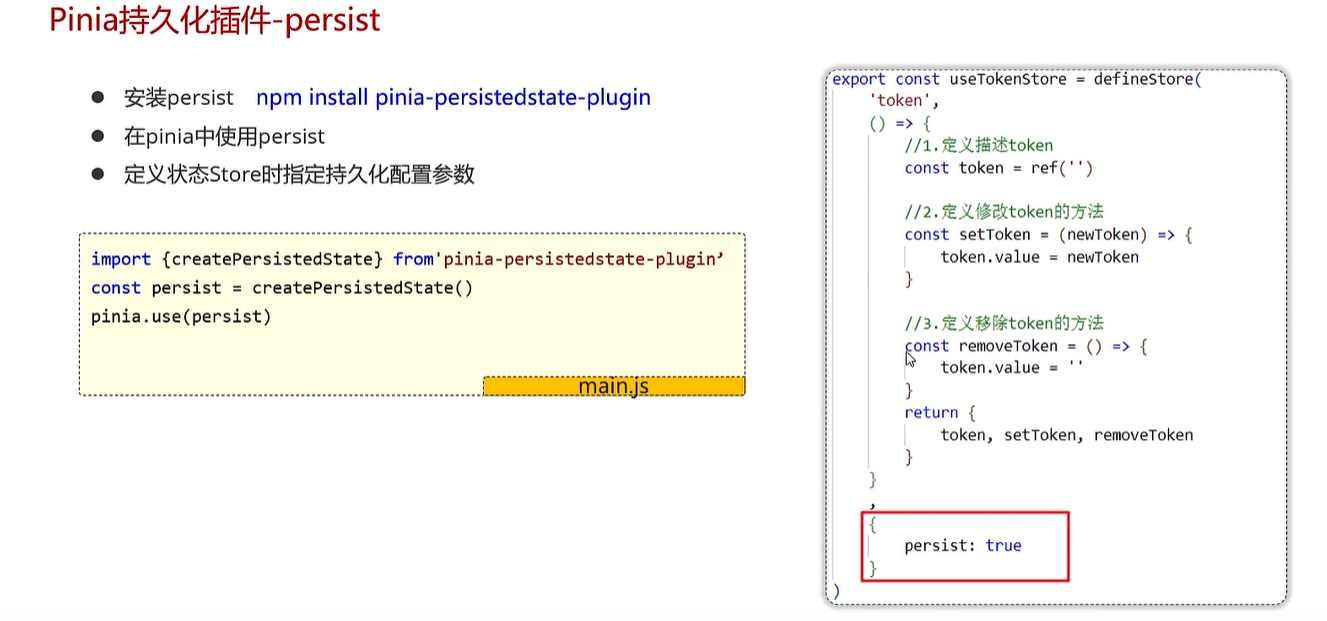 Pinia持久化插件-persist
安装persist npm install pinia-persistedstate-plugin
在pinia中使用persist
定义状态Store时指定持久化配置参数
import {createPersistedState} from'pinia-persistedstate-plugin’
const persist = createPersistedState()
pinia.use(persist)
main.js
export const useTokenStore = defineStore(
'token',
() => {
//1.定义描述token
const token = ref('')
//2.定义修改token的方法
const setToken = (newToken) => {
token.value = newToken
}
//3.定义移除token的方法
const removeToken = () => {
token.value = ''
}
return {
token, setToken, removeToken
}
}
,
{
persist: true
}
)